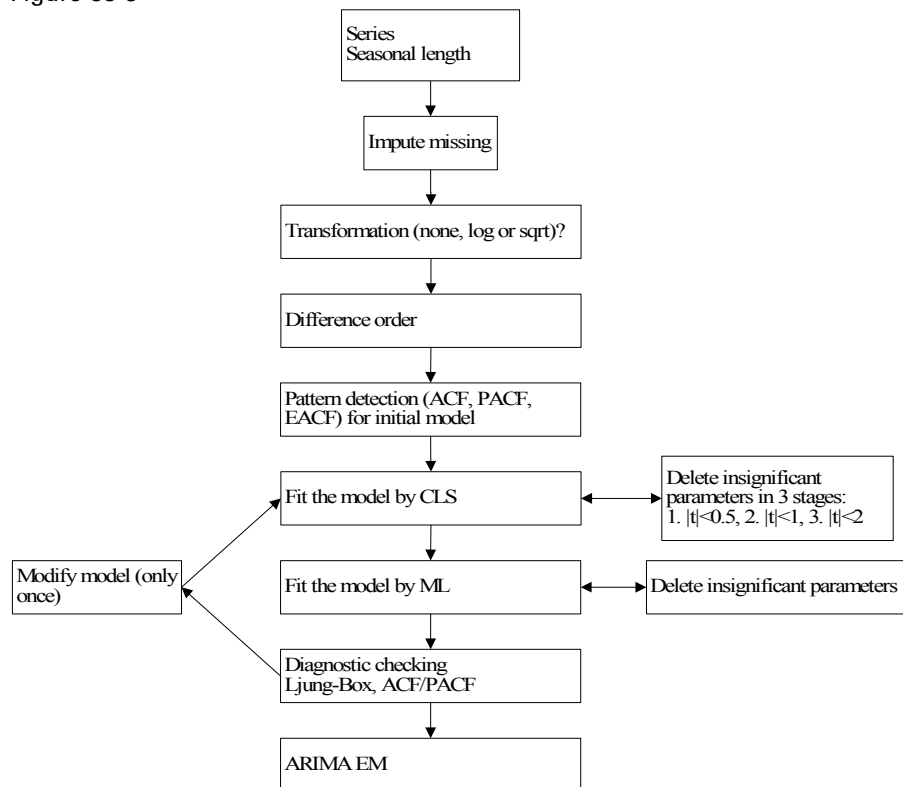 Series
Seasonal length
Impute missing
Transformation (none, log or sqrt)?
Difference order
Pattern detection (ACF, PACF,
EACF) for initial model
Fit the model by CLS
Delete insignificant
parameters in 3 stages:
1. |t|<0.5, 2. |t|<1, 3. |t|<2
Modify model (only
once)
Fit the model by ML
Delete insignificant parameters
Diagnostic checking
Ljung-Box, ACF/PACF
ARIMA EM